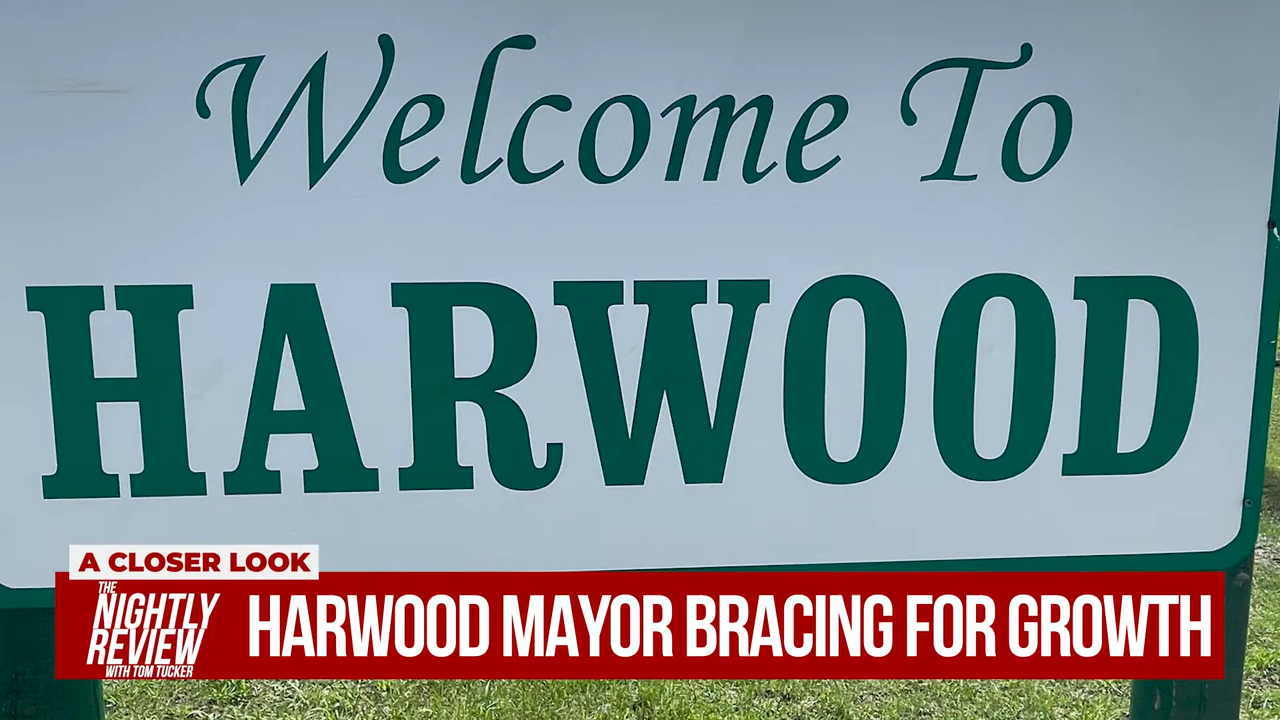 Welcome To
HARWOOD
A CLOSER LOOK
THE
NIGHTLY
REVIEW
WITH TOM TUCKER
HARWOOD MAYOR BRACING FOR GROWTH